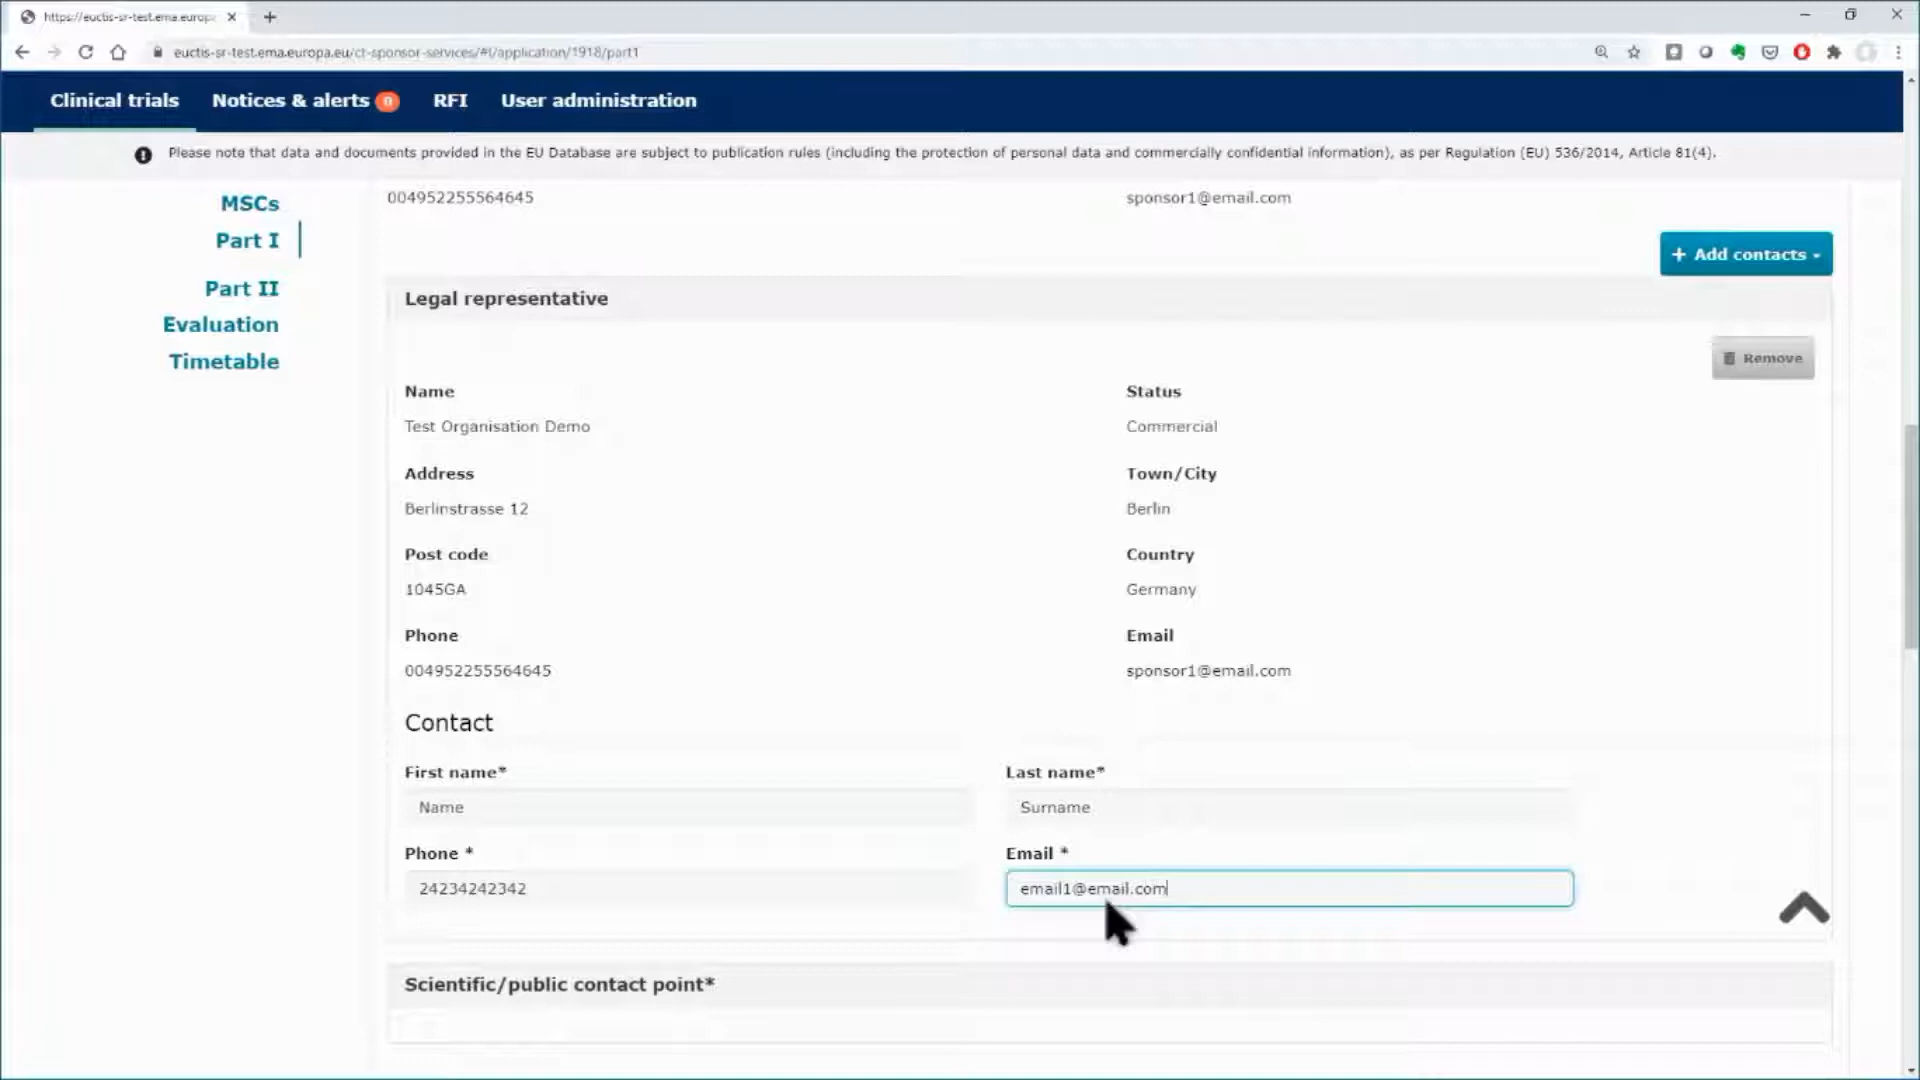 https://euctis-sr-test.ema.europa
euctis-sr-test.ema.europa.eu/ct-sponsor-services/#/application/1918/part1
Clinical trials Notices & alerts 0 RFI User administration
Please note that data and documents provided in the EU Database are subject to publication rules (including the protection of personal data and commercially confidential information), as per Regulation (EU) 536/2014, Article 81(4).
MSCs
Part I
Part II
Evaluation
Timetable
004952255564645 sponsor1@email.com
+ Add contacts
Legal representative
Remove
Name Status
Test Organisation Demo Commercial
Address Town/City
Berlinstrasse 12 Berlin
Post code Country
1045GA Germany
Phone Email
004952255564645 sponsor1@email.com
Contact
First name* Last name*
Name Surname
Phone * Email *
24234242342 email1@email.com
Scientific/public contact point*